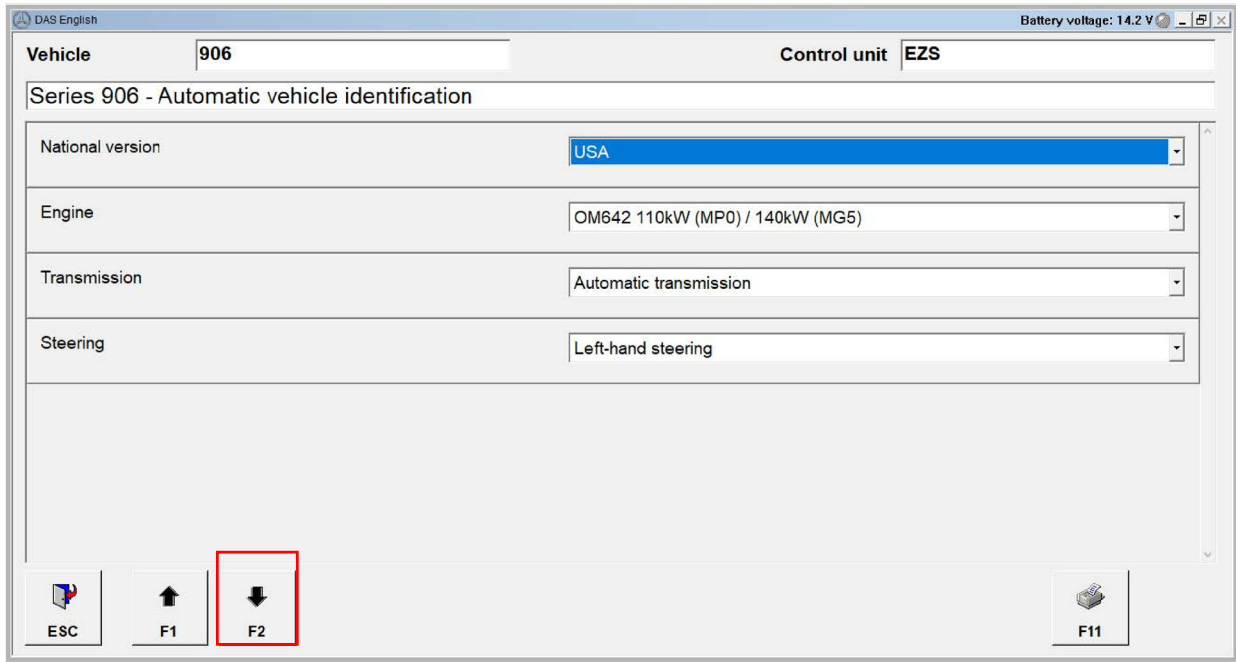 DAS English
Battery voltage: 14.2 V
Vehicle 906 Control unit EZS
Series 906 - Automatic vehicle identification
National version USA
Engine OM642 110kW (MP0) / 140kW (MG5)
Transmission Automatic transmission
Steering Left-hand steering
ESC F1 F2 F11